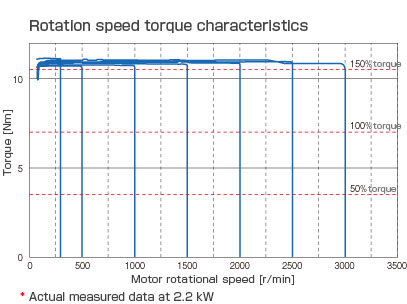 Rotation speed torque characteristics
Torque [Nm]
10
5
0
150%torque
100%torque
50%torque
0 500 1000 1500 2000 2500 3000 3500
Motor rotational speed [r/min]
* Actual measured data at 2.2 kW